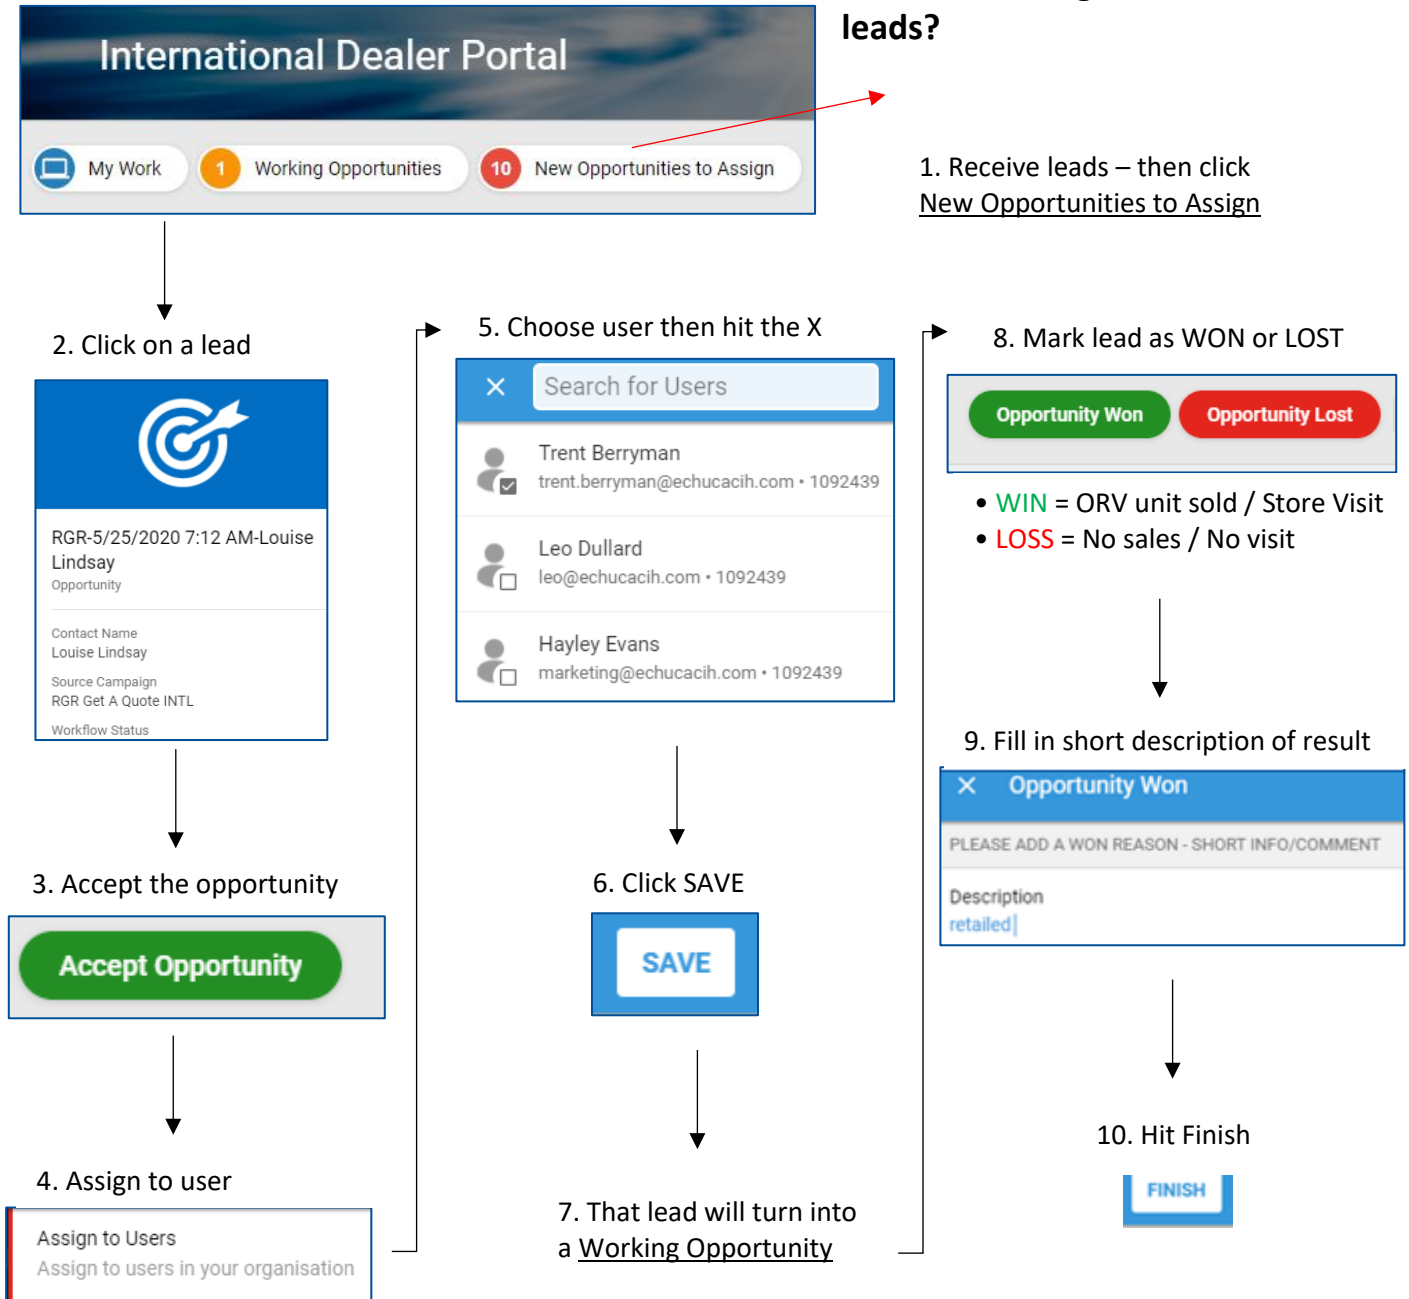 leads?
International Dealer Portal
My Work
1 Working Opportunities
10 New Opportunities to Assign
1. Receive leads – then click
New Opportunities to Assign
2. Click on a lead
RGR-5/25/2020 7:12 AM-Louise
Lindsay
Opportunity
Contact Name
Louise Lindsay
Source Campaign
RGR Get A Quote INTL
Workflow Status
3. Accept the opportunity
Accept Opportunity
4. Assign to user
Assign to Users
Assign to users in your organisation
5. Choose user then hit the X
× Search for Users
Trent Berryman
trent.berryman@echucacih.com • 1092439
Leo Dullard
leo@echucacih.com • 1092439
Hayley Evans
marketing@echucacih.com • 1092439
6. Click SAVE
SAVE
7. That lead will turn into
a Working Opportunity
8. Mark lead as WON or LOST
Opportunity Won
Opportunity Lost
• WIN = ORV unit sold / Store Visit
• LOSS = No sales / No visit
9. Fill in short description of result
× Opportunity Won
PLEASE ADD A WON REASON - SHORT INFO/COMMENT
Description
retailed
10. Hit Finish
FINISH